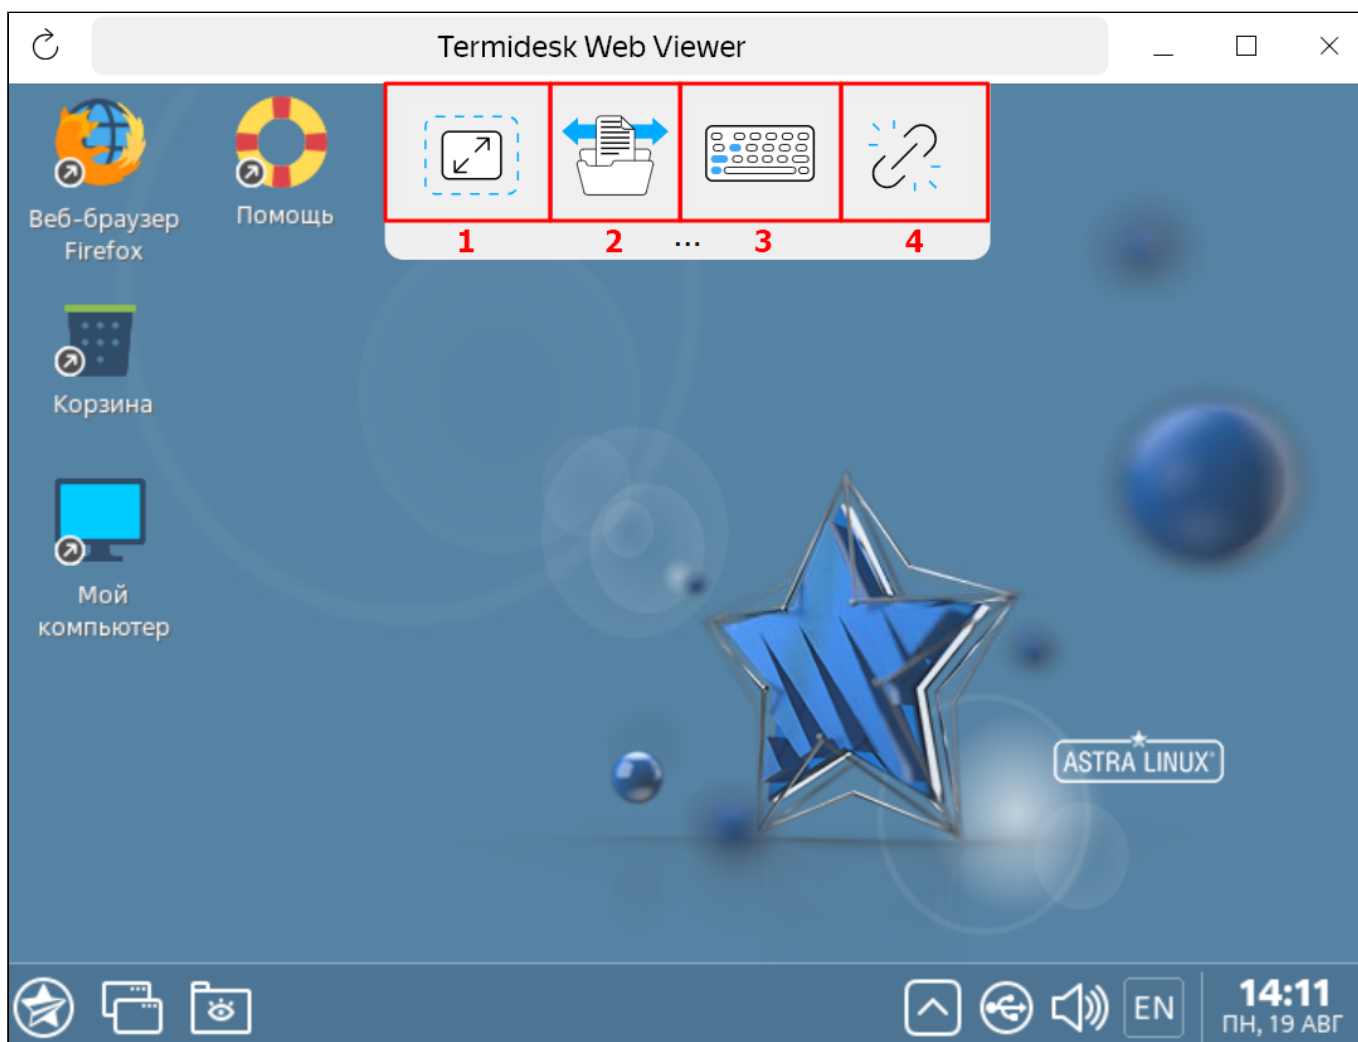 Termidesk Web Viewer
1 2 ... 3 4
Веб-браузер
Firefox
Помощь
Корзина
Мой
компьютер
ASTRA LINUX®
EN
14:11
ПН, 19 АВГ